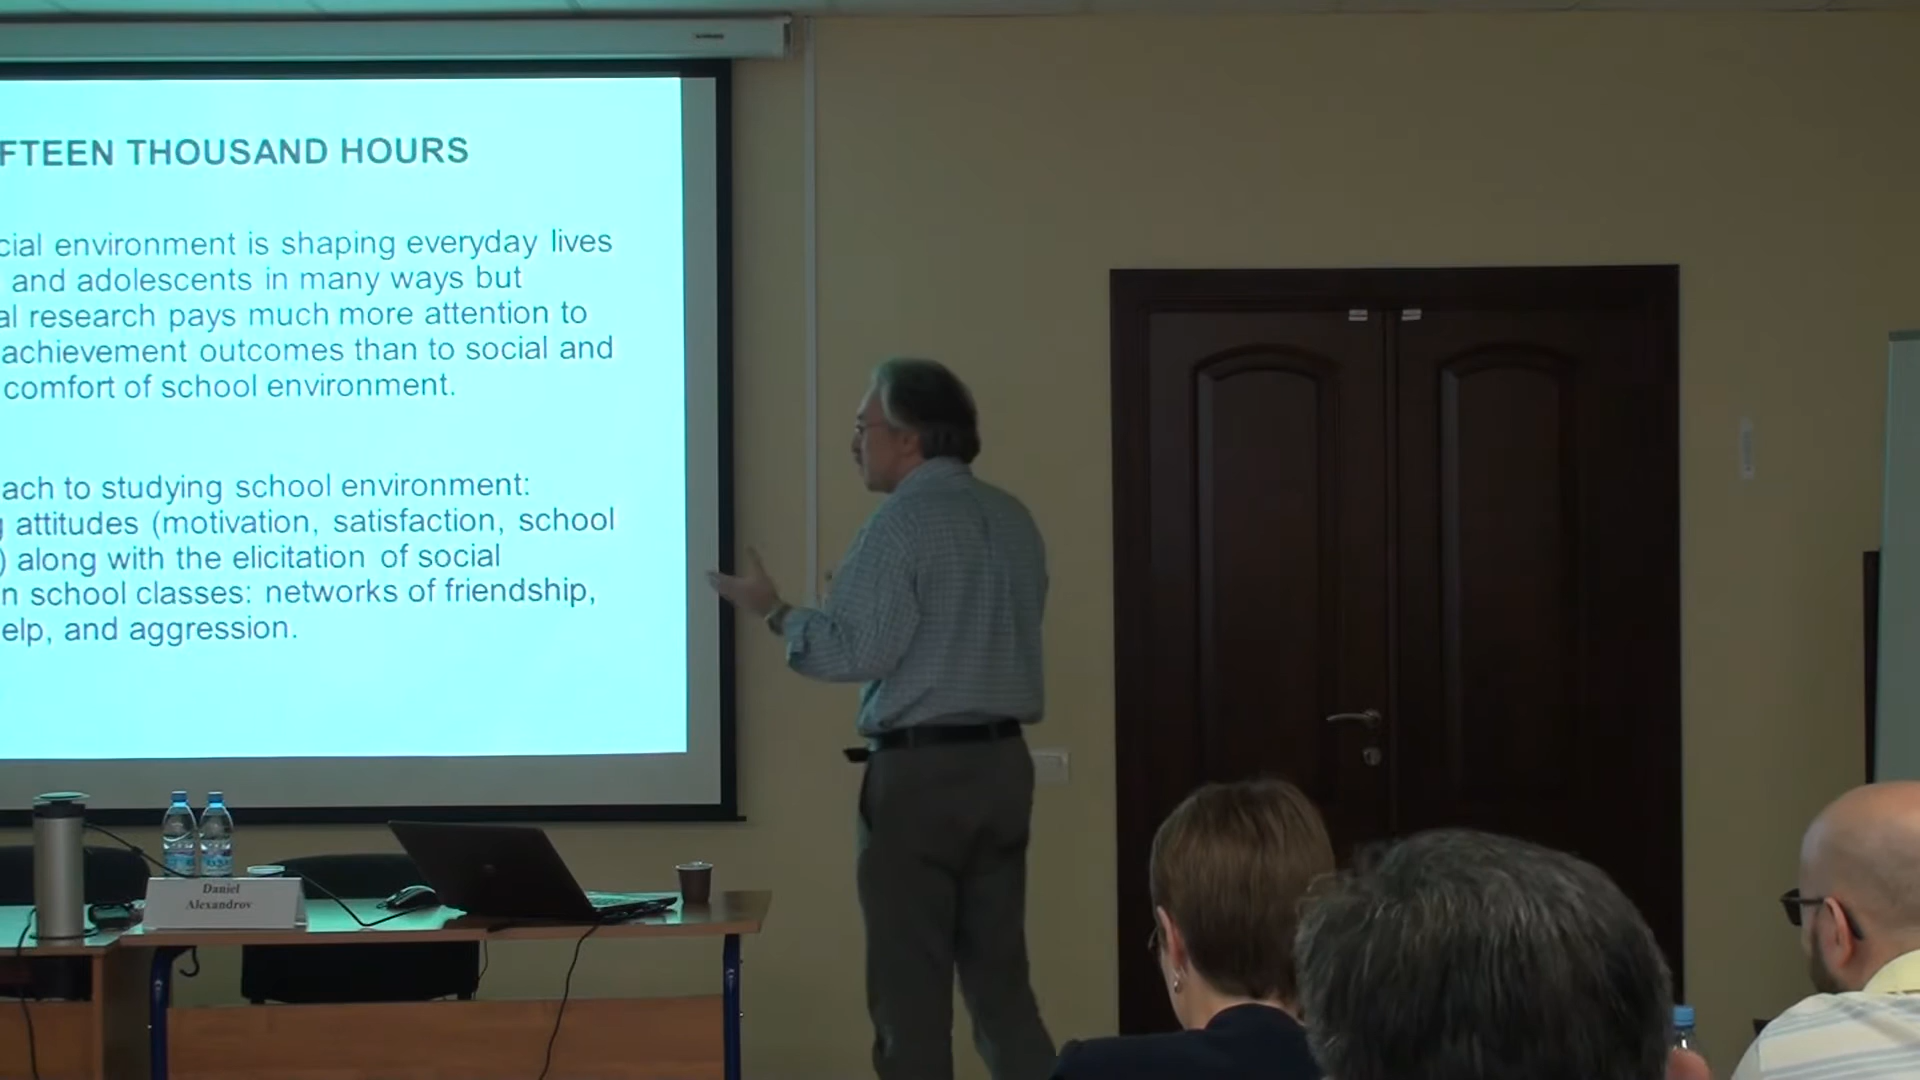 FTEEN THOUSAND HOURS
cial environment is shaping everyday lives
and adolescents in many ways but
al research pays much more attention to
achievement outcomes than to social and
comfort of school environment.
ach to studying school environment:
g attitudes (motivation, satisfaction, school
) along with the elicitation of social
n school classes: networks of friendship,
elp, and aggression.
Daniel
Alexandrov